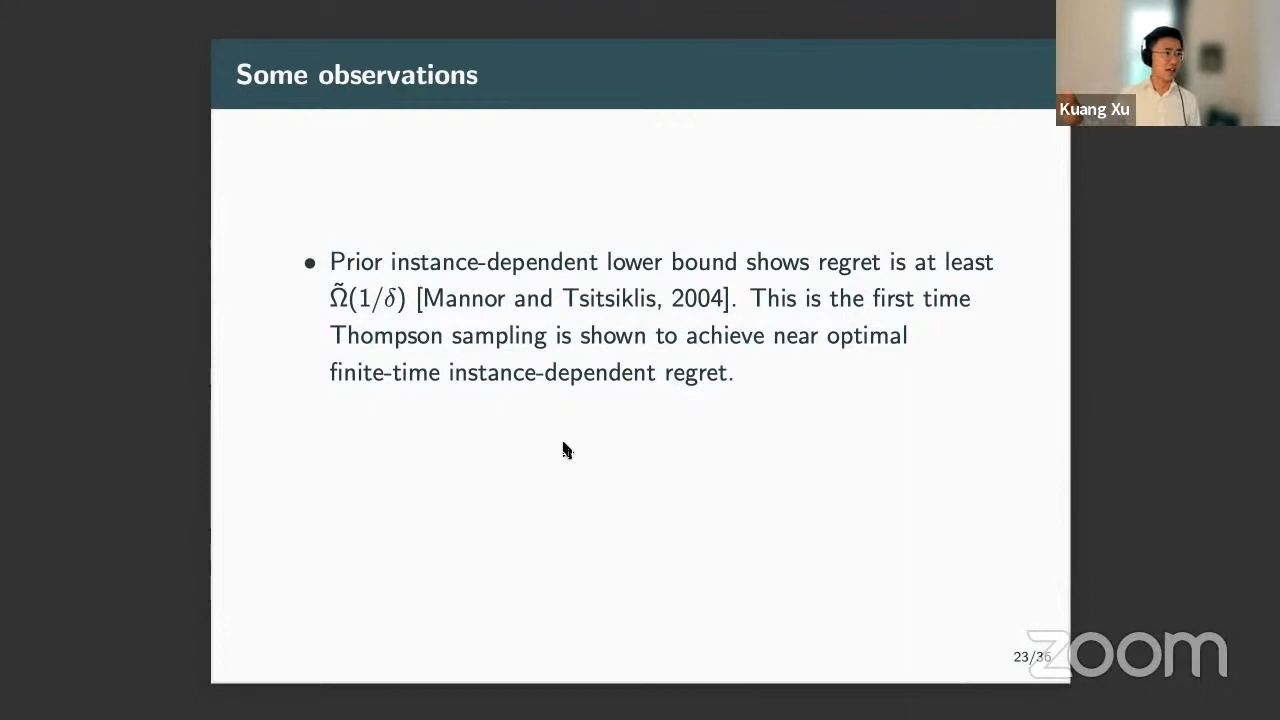 Some observations
Kuang Xu
• Prior instance-dependent lower bound shows regret is at least
Ω̃(1/δ) [Mannor and Tsitsiklis, 2004]. This is the first time
Thompson sampling is shown to achieve near optimal
finite-time instance-dependent regret.
23/36
zoom